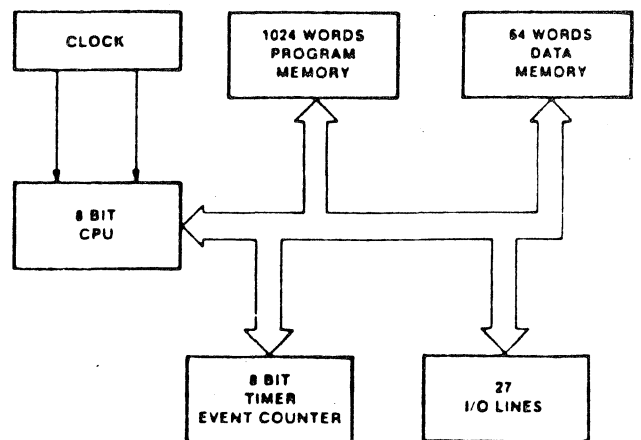 CLOCK
1024 WORDS
PROGRAM
MEMORY
64 WORDS
DATA
MEMORY
8 BIT
CPU
8 BIT
TIMER
EVENT COUNTER
27
I/O LINES